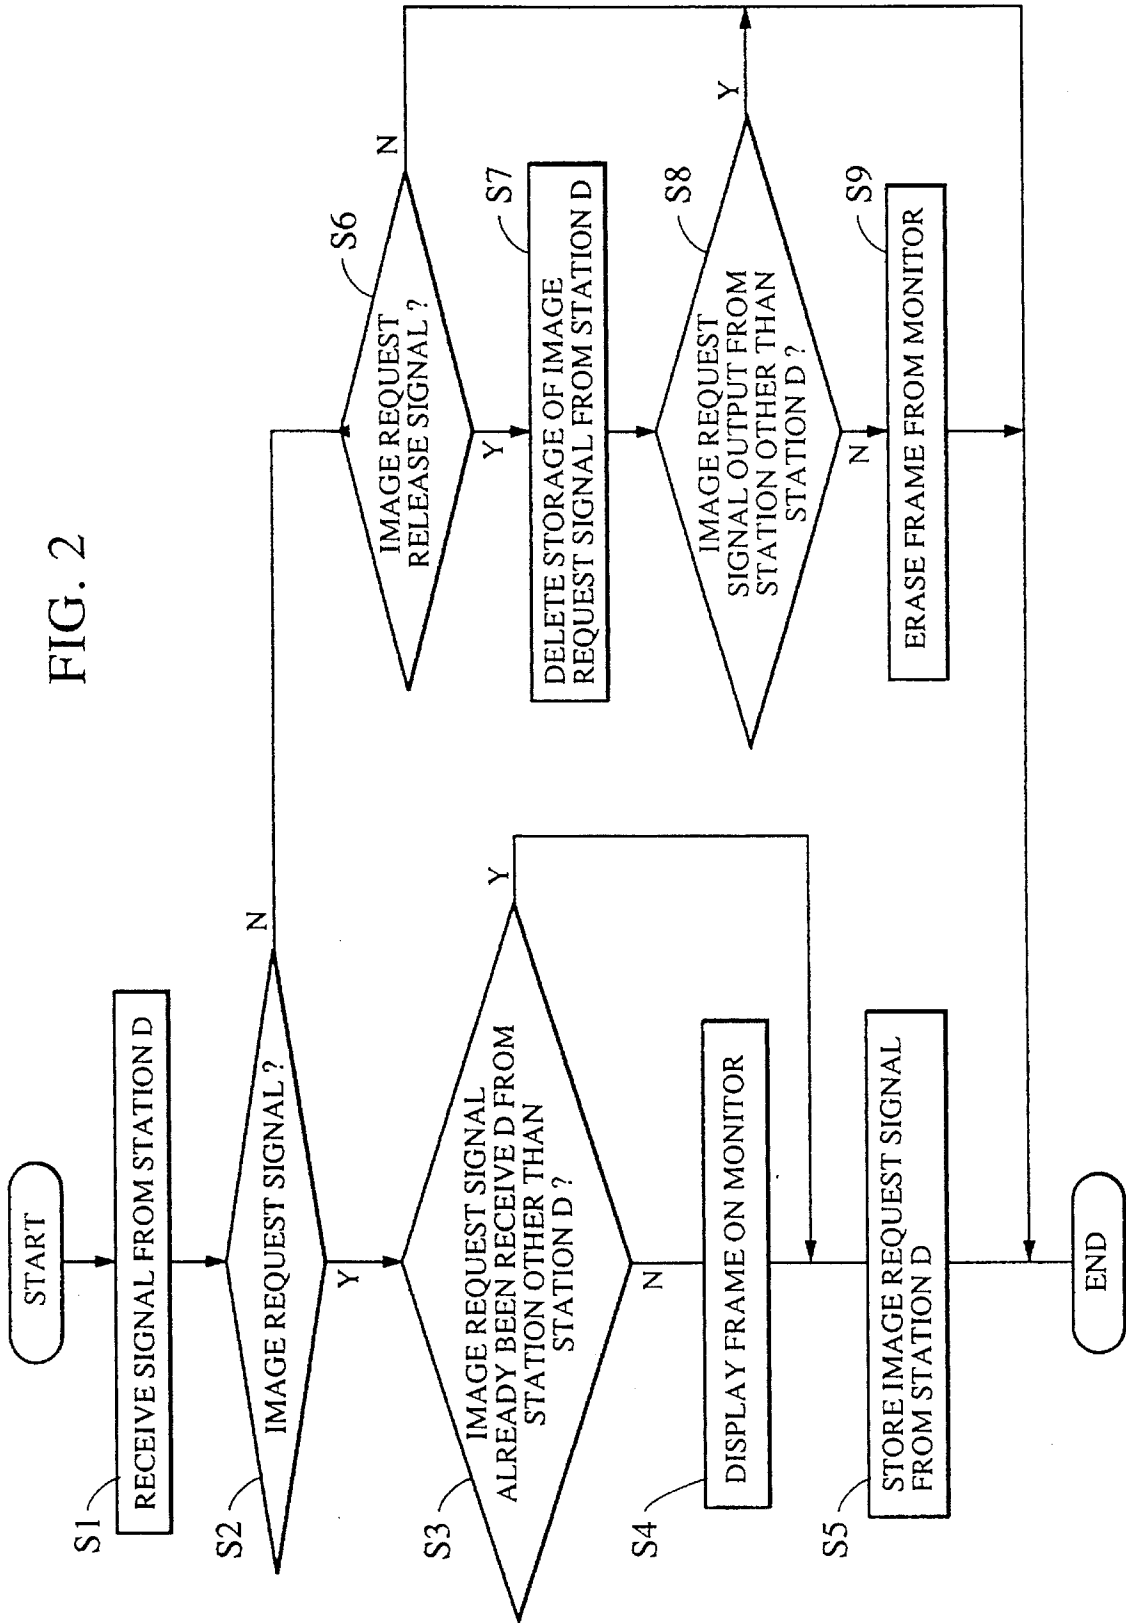 FIG. 2
START
S1
RECEIVE SIGNAL FROM STATION D
S2
IMAGE REQUEST SIGNAL ?
N
Y
S3
IMAGE REQUEST SIGNAL
ALREADY BEEN RECEIVE D FROM
STATION OTHER THAN
STATION D ?
Y
N
S4
DISPLAY FRAME ON MONITOR
S5
STORE IMAGE REQUEST SIGNAL
FROM STATION D
END
S6
IMAGE REQUEST
RELEASE SIGNAL ?
N
Y
S7
DELETE STORAGE OF IMAGE
REQUEST SIGNAL FROM STATION D
S8
IMAGE REQUEST
SIGNAL OUTPUT FROM
STATION OTHER THAN
STATION D ?
Y
N
S9
ERASE FRAME FROM MONITOR